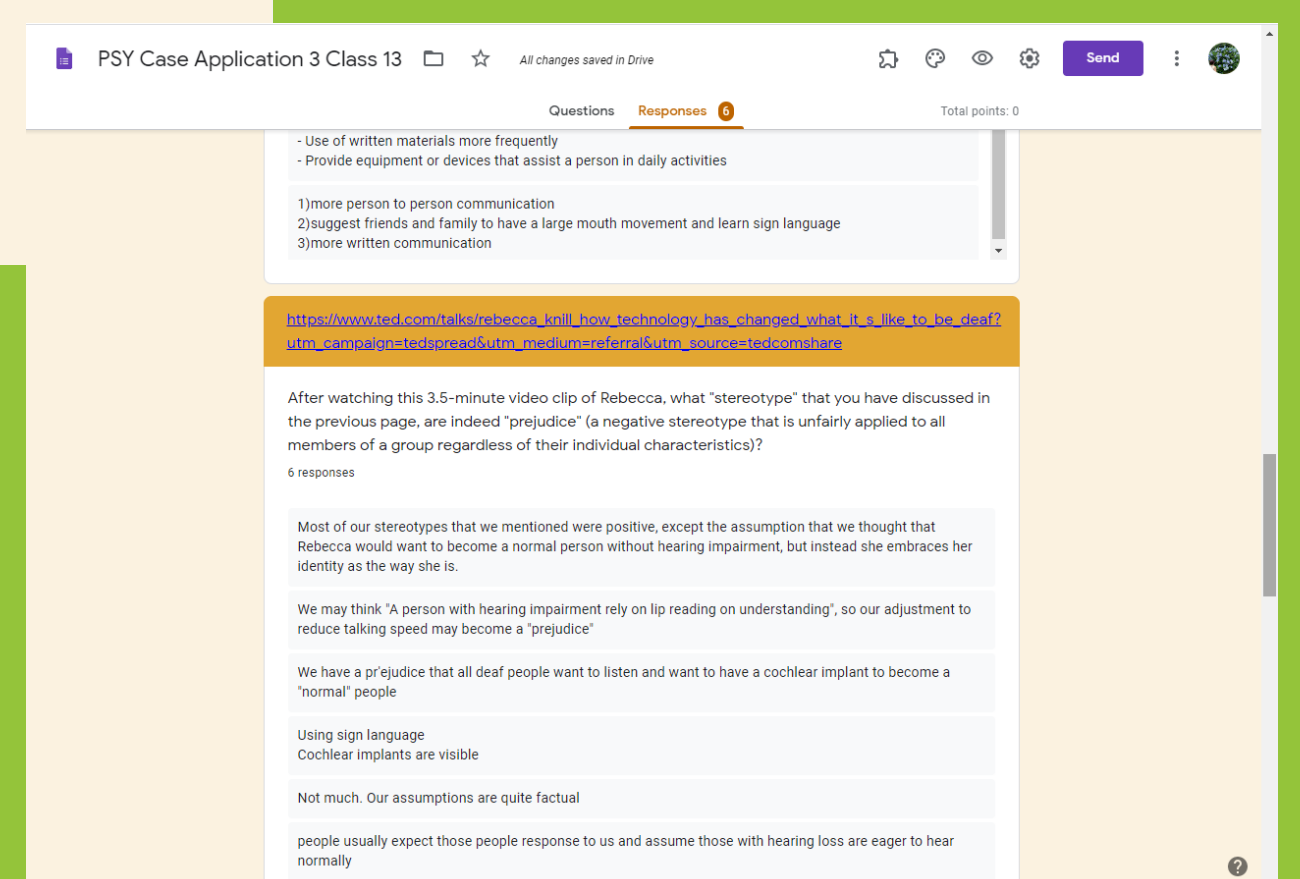 PSY Case Application 3 Class 13
All changes saved in Drive
Send
Questions
Responses 6
Total points: 0
- Use of written materials more frequently
- Provide equipment or devices that assist a person in daily activities
1)more person to person communication
2)suggest friends and family to have a large mouth movement and learn sign language
3)more written communication
https://www.ted.com/talks/rebecca_knill_how_technology_has_changed_what_it_s_like_to_be_deaf?
utm_campaign=tedspread&utm_medium=referral&utm_source=tedcomshare
After watching this 3.5-minute video clip of Rebecca, what "stereotype" that you have discussed in
the previous page, are indeed "prejudice" (a negative stereotype that is unfairly applied to all
members of a group regardless of their individual characteristics)?
6 responses
Most of our stereotypes that we mentioned were positive, except the assumption that we thought that
Rebecca would want to become a normal person without hearing impairment, but instead she embraces her
identity as the way she is.
We may think "A person with hearing impairment rely on lip reading on understanding", so our adjustment to
reduce talking speed may become a "prejudice"
We have a pr'ejudice that all deaf people want to listen and want to have a cochlear implant to become a
"normal" people
Using sign language
Cochlear implants are visible
Not much. Our assumptions are quite factual
people usually expect those people response to us and assume those with hearing loss are eager to hear
normally